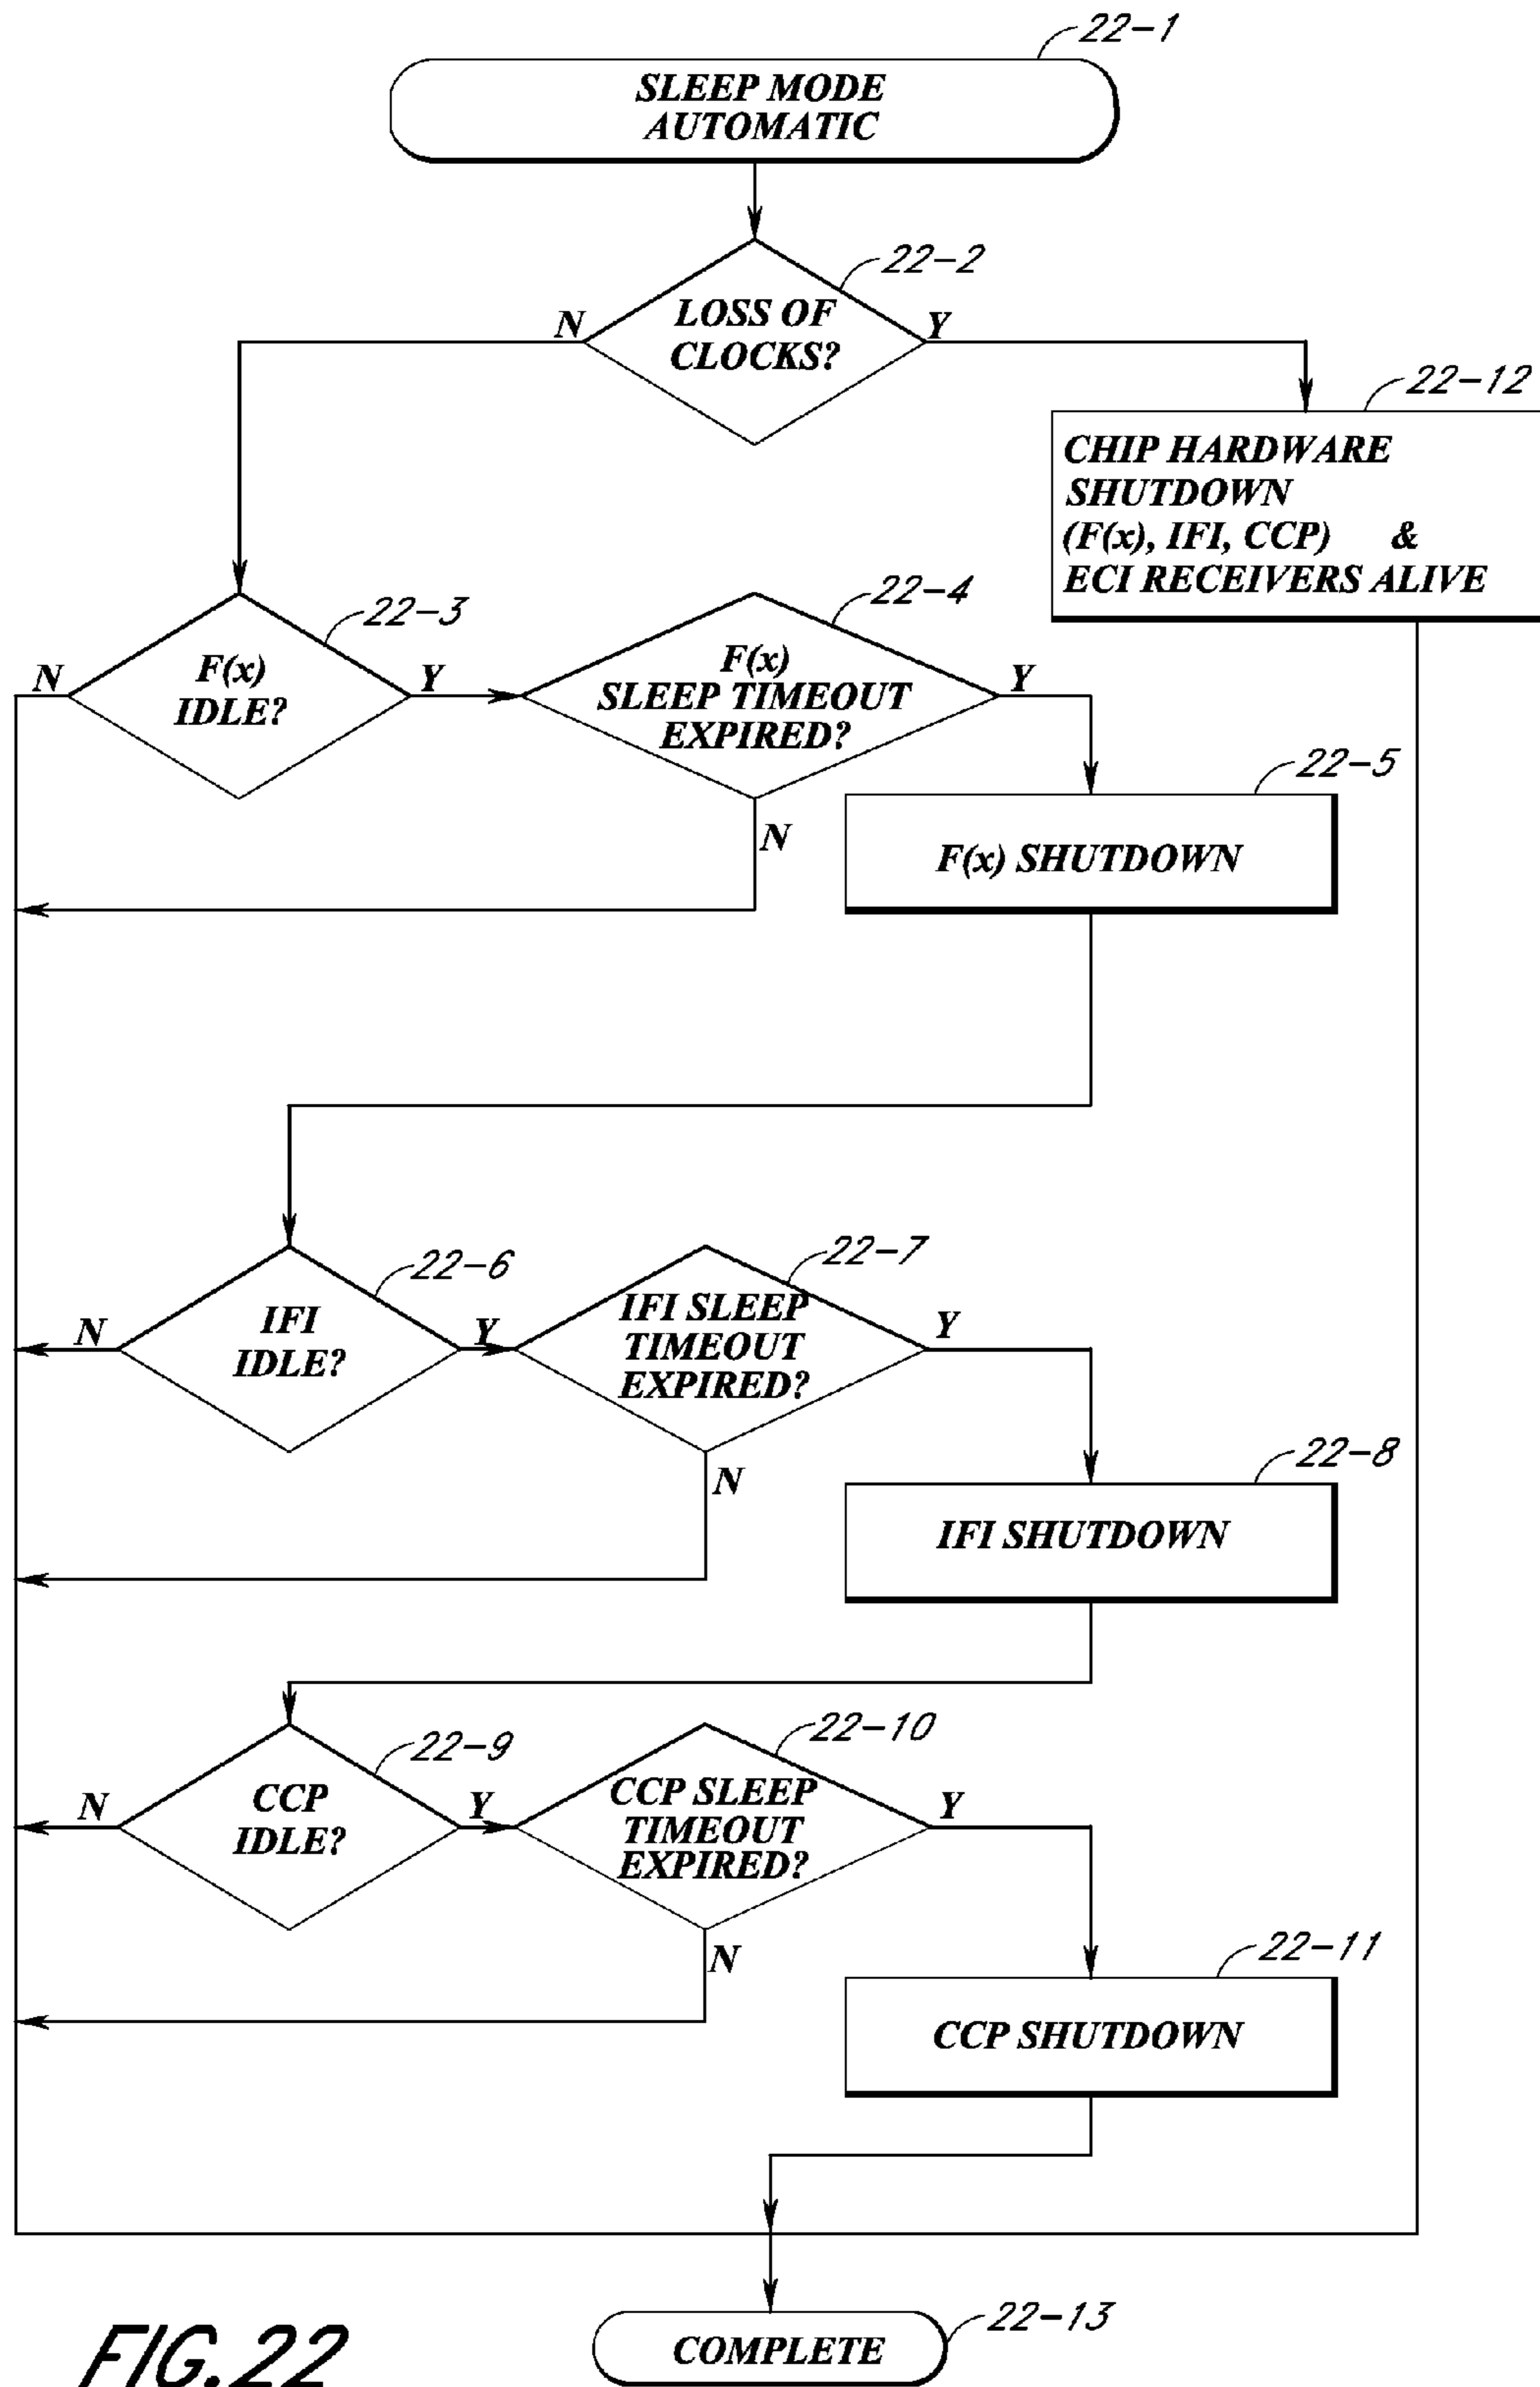 22-1
SLEEP MODE
AUTOMATIC
22-2
LOSS OF
CLOCKS?
N
Y
22-12
CHIP HARDWARE
SHUTDOWN
(F(x), IFI, CCP) &
ECI RECEIVERS ALIVE
22-3
F(x)
IDLE?
N
Y
22-4
F(x)
SLEEP TIMEOUT
EXPIRED?
Y
N
22-5
F(x) SHUTDOWN
22-6
IFI
IDLE?
N
Y
22-7
IFI SLEEP
TIMEOUT
EXPIRED?
Y
N
22-8
IFI SHUTDOWN
22-9
CCP
IDLE?
N
Y
22-10
CCP SLEEP
TIMEOUT
EXPIRED?
Y
N
22-11
CCP SHUTDOWN
22-13
COMPLETE
FIG.22